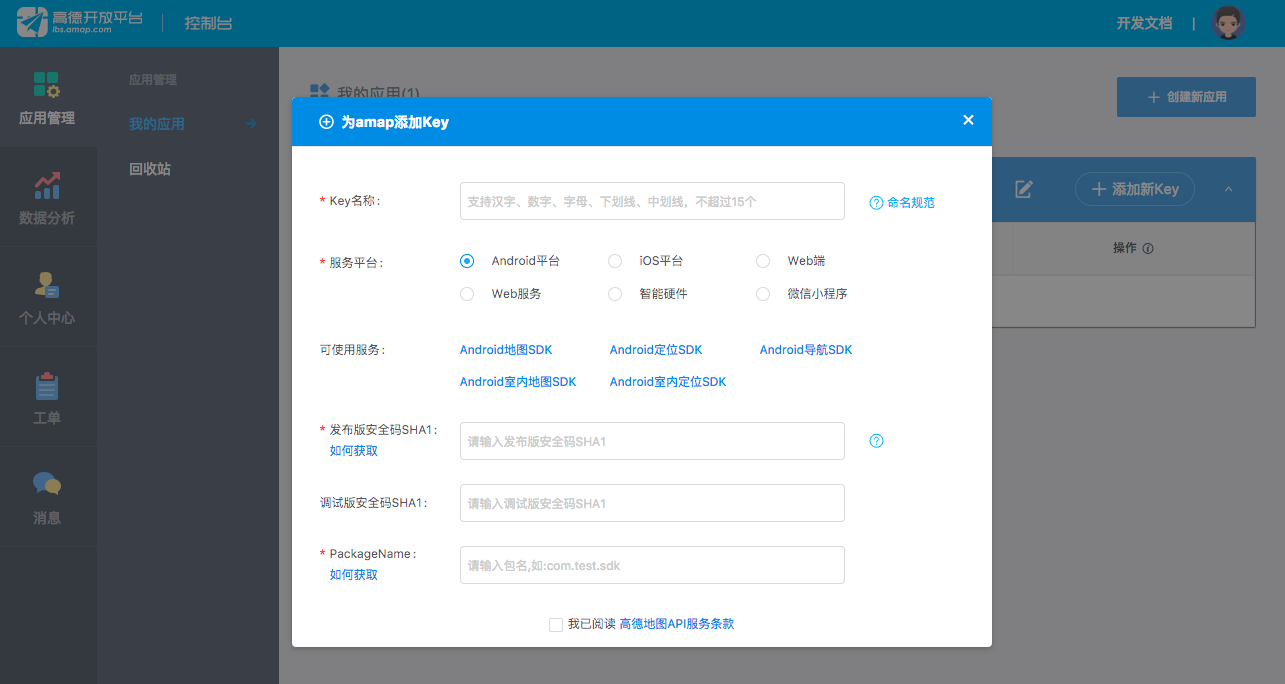 高德开放平台
lbs.amap.com
控制台
开发文档
|
应用管理
数据分析
个人中心
工单
消息
应用管理
我的应用
回收站
我的应用(1)
创建新应用
添加新Key
操作
为amap添加Key
* Key名称:
支持汉字、数字、字母、下划线、中划线，不超过15个
命名规范
* 服务平台:
Android平台 iOS平台 Web端
Web服务 智能硬件 微信小程序
可使用服务:
Android地图SDK Android定位SDK Android导航SDK
Android室内地图SDK Android室内定位SDK
* 发布版安全码SHA1:
如何获取
请输入发布版安全码SHA1
调试版安全码SHA1:
请输入调试版安全码SHA1
* PackageName:
如何获取
请输入包名,如:com.test.sdk
我已阅读 高德地图API服务条款